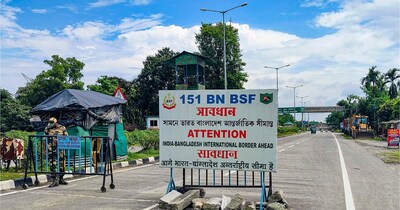 151 BN BSF
সাবধান
সামনে ভারত বাংলাদেশ আন্তর্জাতিক সীমান্ত
ATTENTION
INDIA-BANGLADESH INTERNATIONAL BORDER AHEAD
सावधान
आगे भारत-बांग्लादेश अंतर्राष्ट्रीय सीमा है